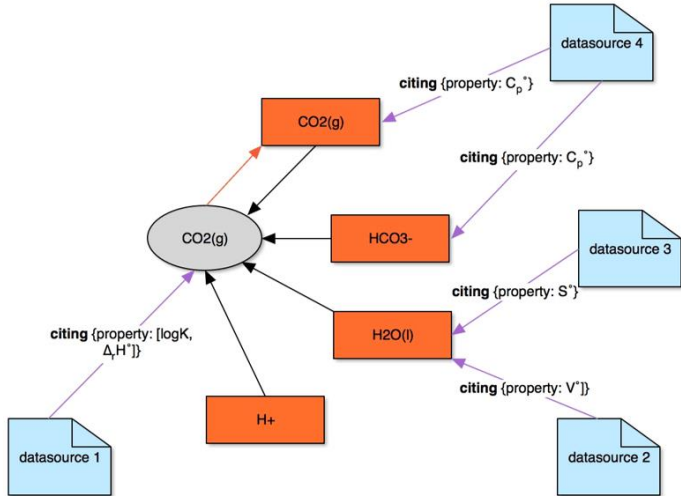 datasource 4
citing {property: Cp°}
CO2(g)
citing {property: Cp°}
CO2(g)
HCO3-
datasource 3
citing {property: S°}
H2O(l)
citing {property: [logK,
ΔrH°]}
citing {property: V°]}
H+
datasource 1
datasource 2